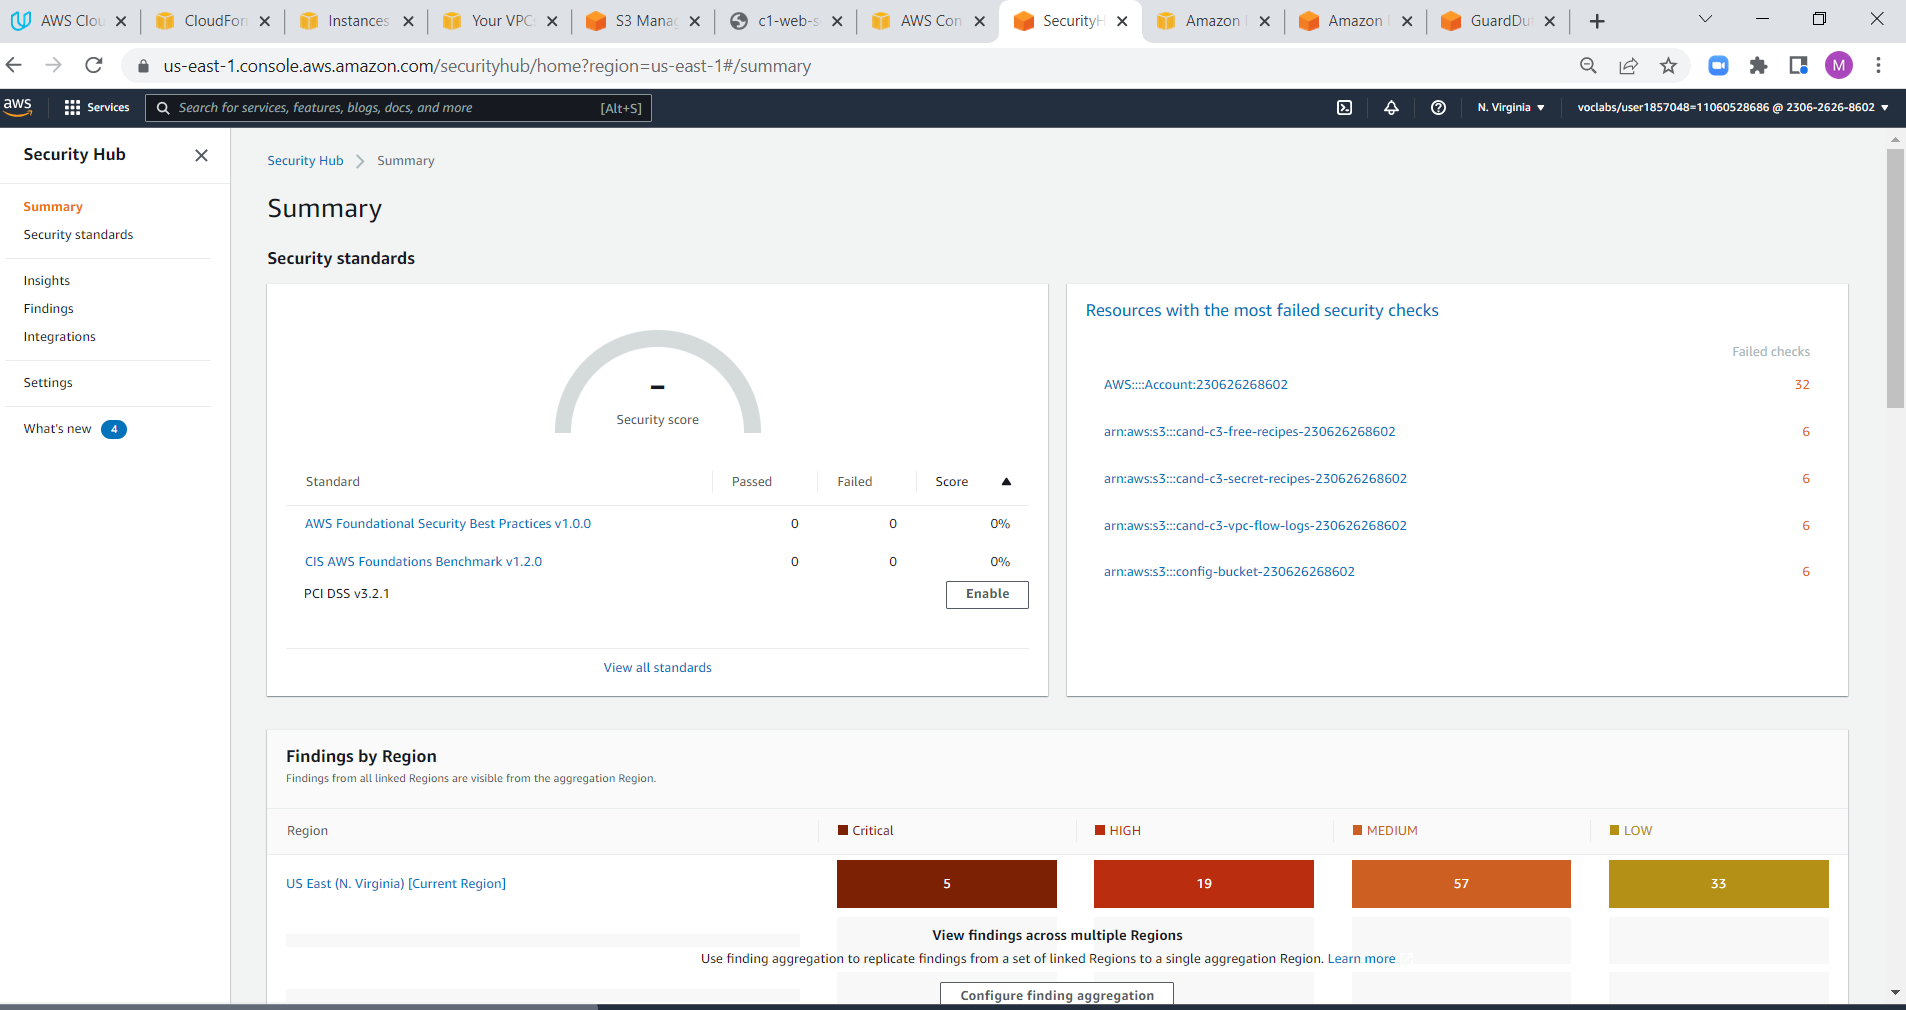 AWS Clou
CloudForm
Instances
Your VPCs
S3 Manag
c1-web-s
AWS Con
SecurityH
Amazon
Amazon
GuardDut
us-east-1.console.aws.amazon.com/securityhub/home?region=us-east-1#/summary
M
aws
Services
Search for services, features, blogs, docs, and more
[Alt+S]
N. Virginia
voclabs/user1857048=11060528686 @ 2306-2626-8602
Security Hub
Summary
Security standards
Insights
Findings
Integrations
Settings
What's new 4
Security Hub
Summary
Summary
Security standards
–
Security score
Standard Passed Failed Score
AWS Foundational Security Best Practices v1.0.0 0 0 0%
CIS AWS Foundations Benchmark v1.2.0 0 0 0%
PCI DSS v3.2.1 Enable
View all standards
Resources with the most failed security checks
Failed checks
AWS::::Account:230626268602 32
arn:aws:s3:::cand-c3-free-recipes-230626268602 6
arn:aws:s3:::cand-c3-secret-recipes-230626268602 6
arn:aws:s3:::cand-c3-vpc-flow-logs-230626268602 6
arn:aws:s3:::config-bucket-230626268602 6
Findings by Region
Findings from all linked Regions are visible from the aggregation Region.
Region Critical HIGH MEDIUM LOW
US East (N. Virginia) [Current Region] 5 19 57 33
View findings across multiple Regions
Use finding aggregation to replicate findings from a set of linked Regions to a single aggregation Region. Learn more
Configure finding aggregation